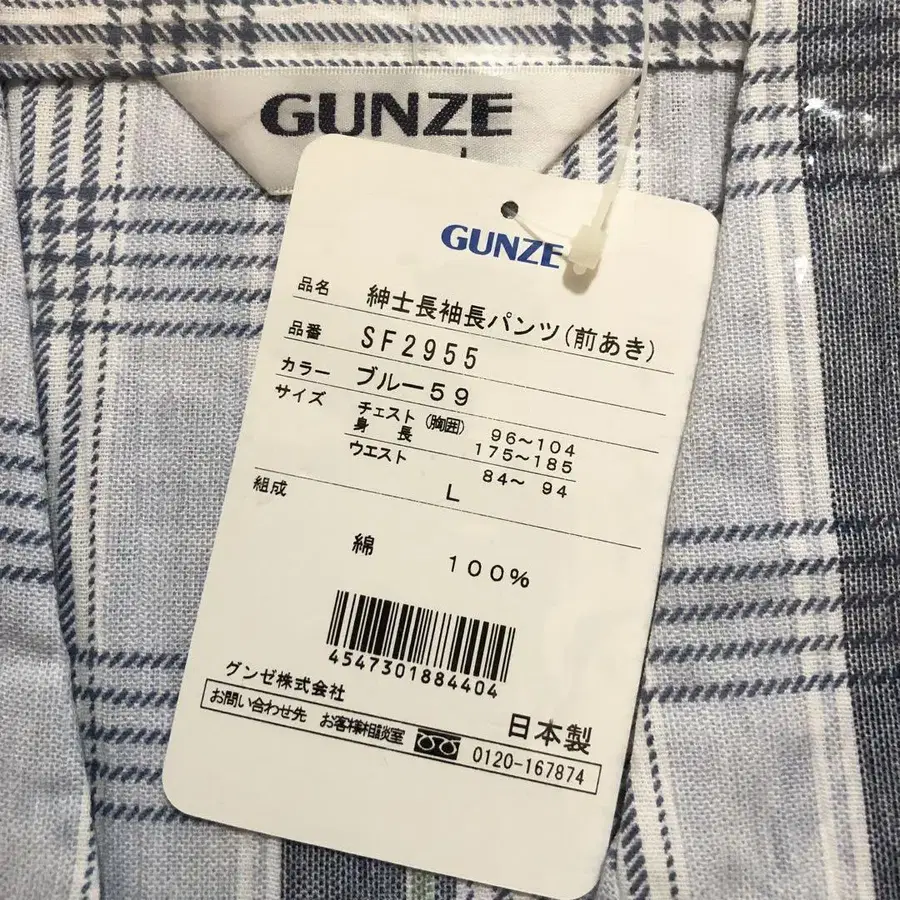 GUNZE
L
GUNZE
品名 紳士長袖長パンツ(前あき)
品番 SF2955
カラー ブルー59
サイズ チェスト(胸囲) 96~104
身長 175~185
ウエスト 84~ 94
L
組成
綿 100%
4547301884404
グンゼ株式会社
日本製
お問い合わせ先 お客様相談室 0120-167874